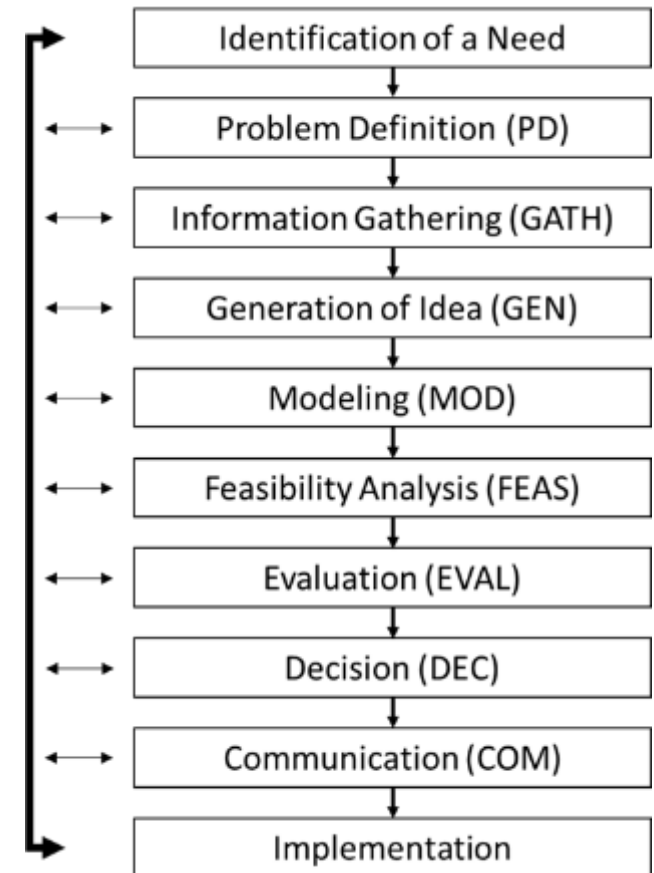 Identification of a Need
Problem Definition (PD)
Information Gathering (GATH)
Generation of Idea (GEN)
Modeling (MOD)
Feasibility Analysis (FEAS)
Evaluation (EVAL)
Decision (DEC)
Communication (COM)
Implementation